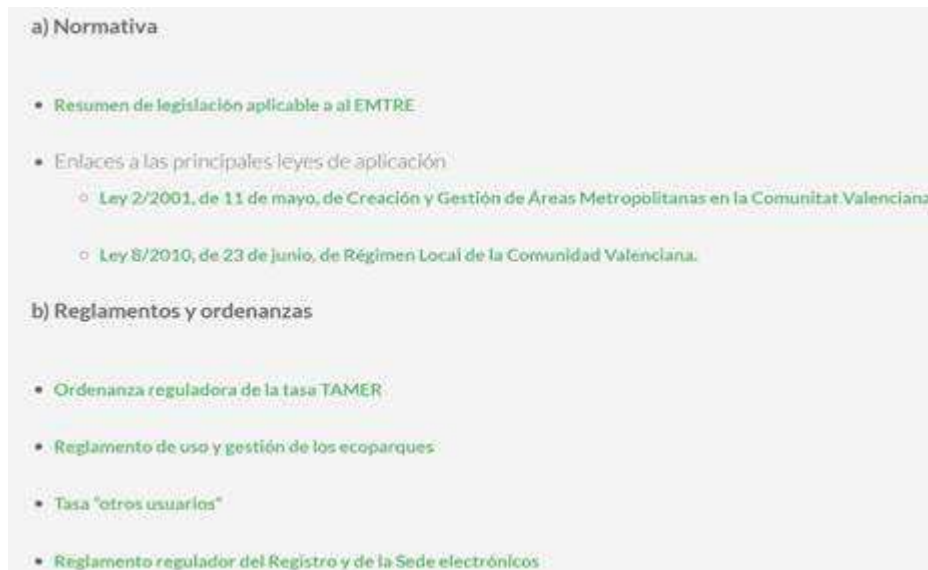 a) Normativa
Resumen de legislación aplicable a al EMTRE
Enlaces a las principales leyes de aplicación
Ley 2/2001, de 11 de mayo, de Creación y Gestión de Áreas Metropolitanas en la Comunitat Valenciana
Ley 8/2010, de 23 de junio, de Régimen Local de la Comunidad Valenciana.
b) Reglamentos y ordenanzas
Ordenanza reguladora de la tasa TAMER
Reglamento de uso y gestión de los ecoparques
Tasa "otros usuarios"
Reglamento regulador del Registro y de la Sede electrónicos